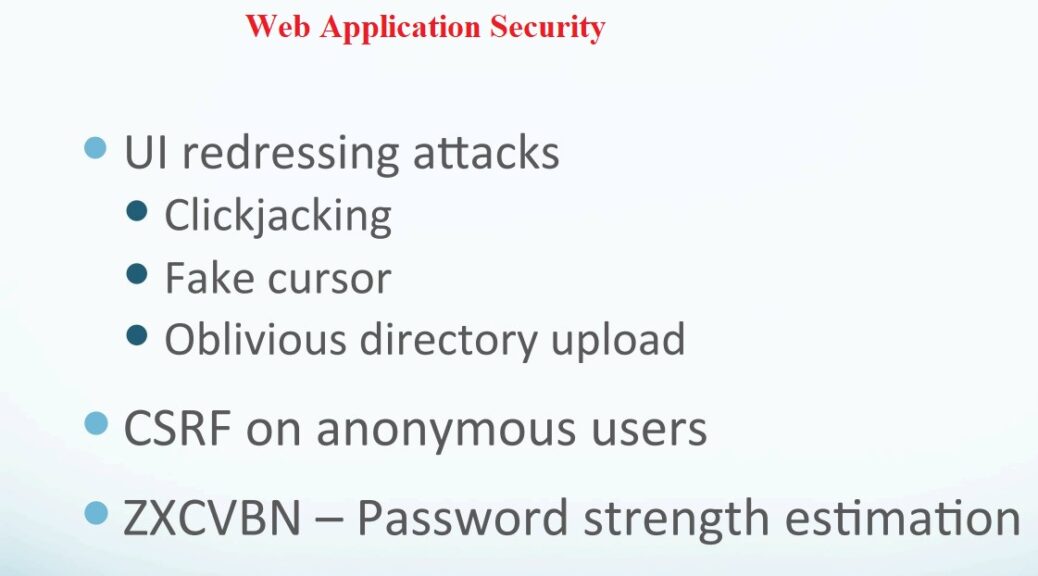 Web Application Security
UI redressing attacks
Clickjacking
Fake cursor
Oblivious directory upload
CSRF on anonymous users
ZXCVBN – Password strength estimation